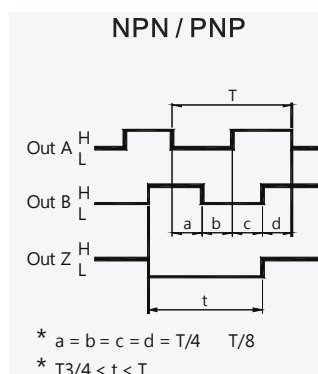 NPN / PNP
T
Out A H
L
Out B H
L
a b c d
Out Z H
L
t
* a = b = c = d = T/4 T/8
* T3/4 < t < T